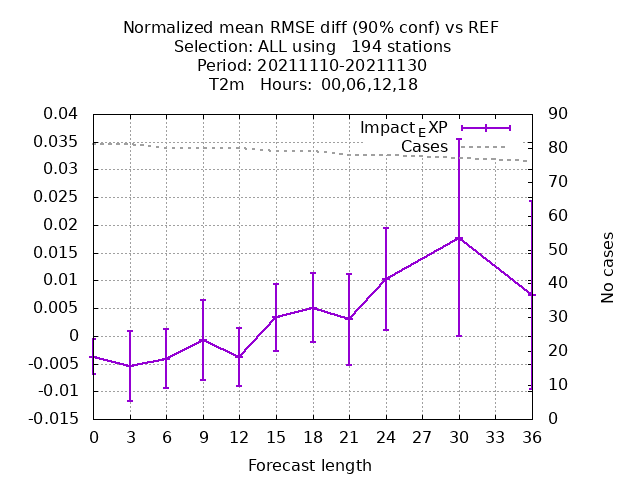 Normalized mean RMSE diff (90% conf) vs REF
Selection: ALL using 194 stations
Period: 20211110-20211130
T2m Hours: 00,06,12,18
0.04
0.035
0.03
0.025
0.02
0.015
0.01
0.005
0
-0.005
-0.01
-0.015
Impact_EXP
Cases
90
80
70
60
50
40
30
20
10
0
No cases
0 3 6 9 12 15 18 21 24 27 30 33 36
Forecast length